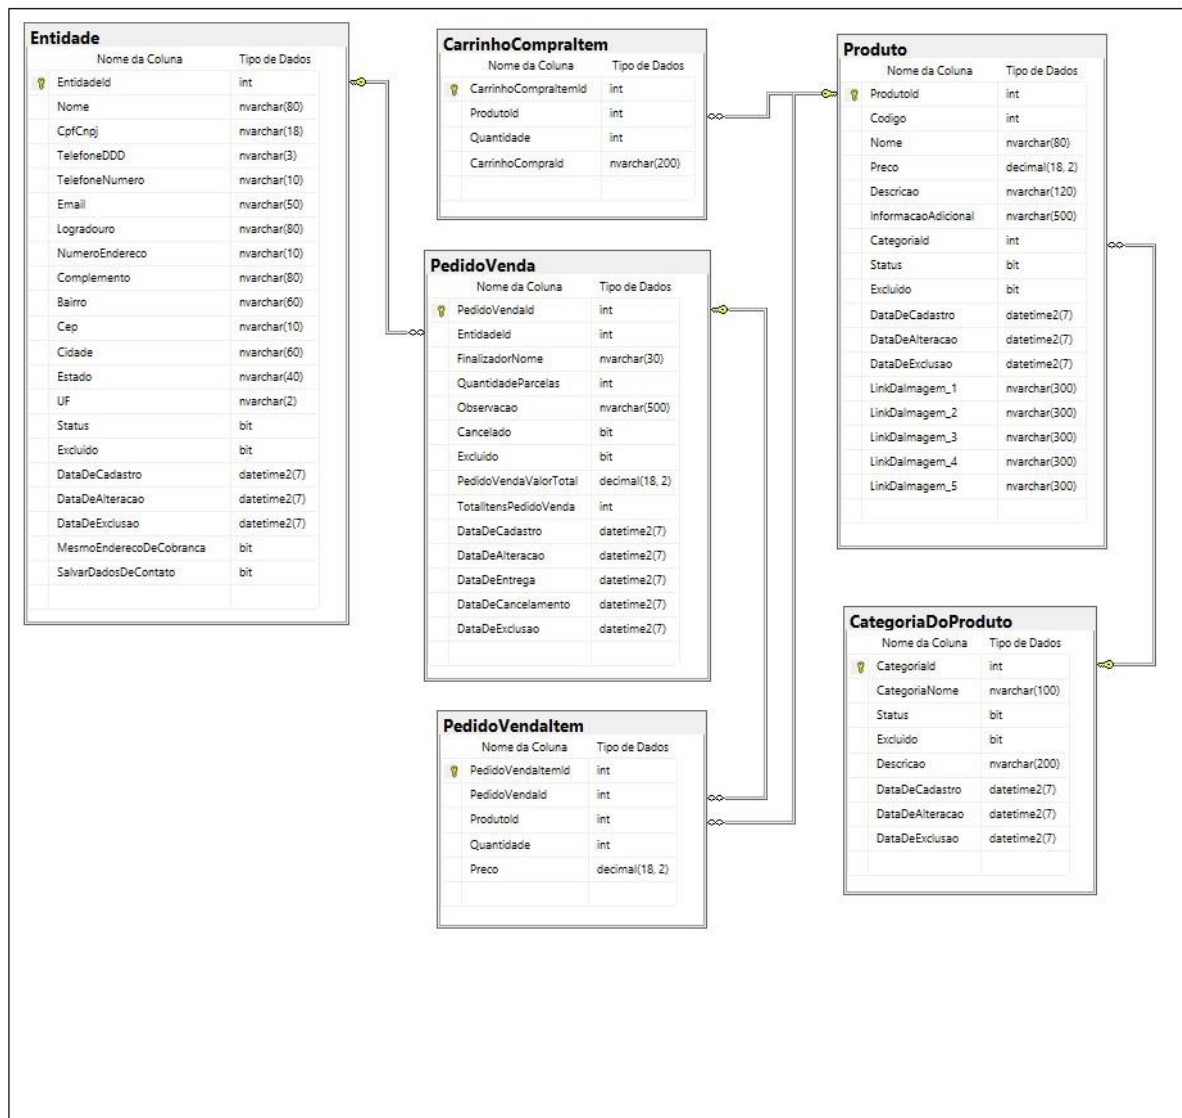 Entidade
Nome da Coluna Tipo de Dados
EntidadeId int
Nome nvarchar(80)
CpfCnpj nvarchar(18)
TelefoneDDD nvarchar(3)
TelefoneNumero nvarchar(10)
Email nvarchar(50)
Logradouro nvarchar(80)
NumeroEndereco nvarchar(10)
Complemento nvarchar(80)
Bairro nvarchar(60)
Cep nvarchar(10)
Cidade nvarchar(60)
Estado nvarchar(40)
UF nvarchar(2)
Status bit
Excluido bit
DataDeCadastro datetime2(7)
DataDeAlteracao datetime2(7)
DataDeExclusao datetime2(7)
MesmoEnderecoDeCobranca bit
SalvarDadosDeContato bit
CarrinhoCompraItem
Nome da Coluna Tipo de Dados
CarrinhoCompraItemId int
ProdutoId int
Quantidade int
CarrinhoCompraId nvarchar(200)
PedidoVenda
Nome da Coluna Tipo de Dados
PedidoVendaId int
EntidadeId int
FinalizadorNome nvarchar(30)
QuantidadeParcelas int
Observacao nvarchar(500)
Cancelado bit
Excluido bit
PedidoVendaValorTotal decimal(18, 2)
TotalItensPedidoVenda int
DataDeCadastro datetime2(7)
DataDeAlteracao datetime2(7)
DataDeEntrega datetime2(7)
DataDeCancelamento datetime2(7)
DataDeExclusao datetime2(7)
PedidoVendaItem
Nome da Coluna Tipo de Dados
PedidoVendaItemId int
PedidoVendaId int
ProdutoId int
Quantidade int
Preco decimal(18, 2)
Produto
Nome da Coluna Tipo de Dados
ProdutoId int
Codigo int
Nome nvarchar(80)
Preco decimal(18, 2)
Descricao nvarchar(120)
InformacaoAdicional nvarchar(500)
CategoriaId int
Status bit
Excluido bit
DataDeCadastro datetime2(7)
DataDeAlteracao datetime2(7)
DataDeExclusao datetime2(7)
LinkDaImagem_1 nvarchar(300)
LinkDaImagem_2 nvarchar(300)
LinkDaImagem_3 nvarchar(300)
LinkDaImagem_4 nvarchar(300)
LinkDaImagem_5 nvarchar(300)
CategoriaDoProduto
Nome da Coluna Tipo de Dados
CategoriaId int
CategoriaNome nvarchar(100)
Status bit
Excluido bit
Descricao nvarchar(200)
DataDeCadastro datetime2(7)
DataDeAlteracao datetime2(7)
DataDeExclusao datetime2(7)